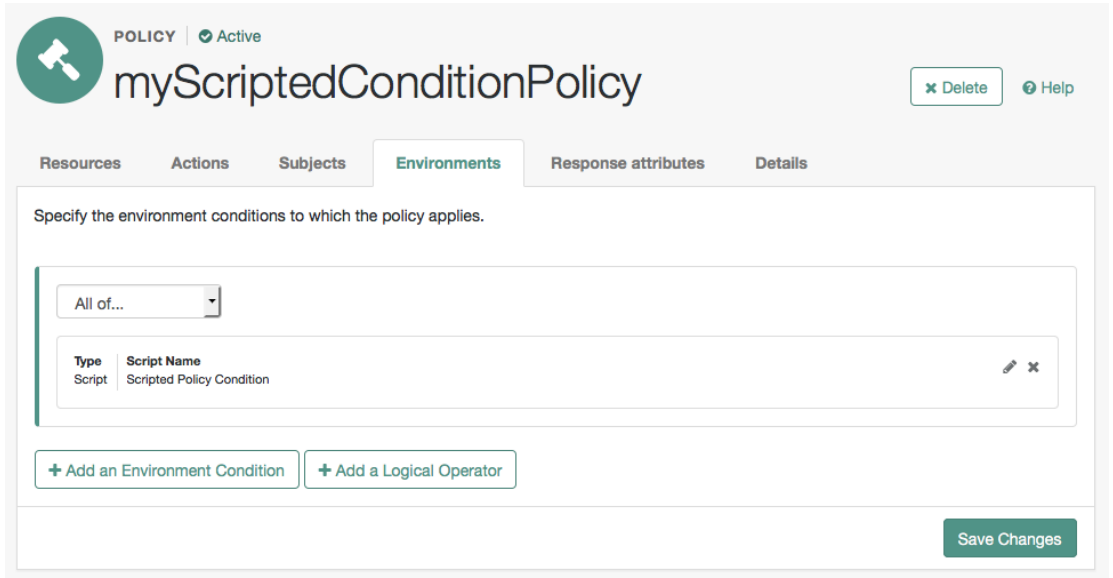 POLICY Active
myScriptedConditionPolicy
Delete Help
Resources Actions Subjects Environments Response attributes Details
Specify the environment conditions to which the policy applies.
All of...
Type Script Name
Script Scripted Policy Condition
+ Add an Environment Condition + Add a Logical Operator
Save Changes